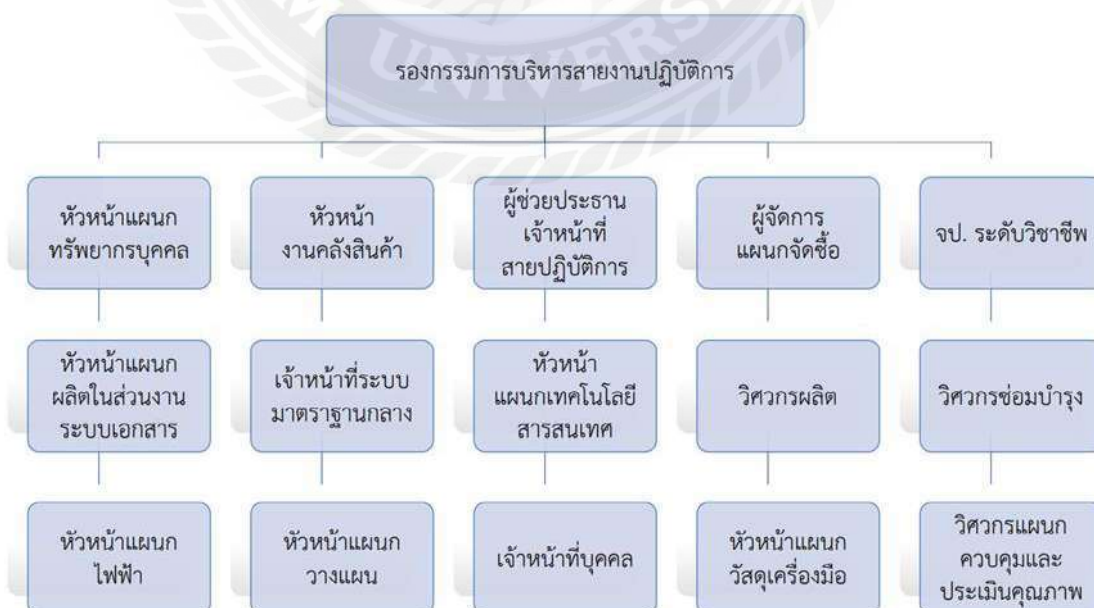 UNIVERS
รองกรรมการบริหารสายงานปฏิบัติการ
หัวหน้าแผนก
ทรัพยากรบุคคล
หัวหน้า
งานคลังสินค้า
ผู้ช่วยประธาน
เจ้าหน้าที่
สายปฏิบัติการ
ผู้จัดการ
แผนกจัดซื้อ
จป. ระดับวิชาชีพ
หัวหน้าแผนก
ผลิตในส่วนงาน
ระบบเอกสาร
เจ้าหน้าที่ระบบ
มาตราฐานกลาง
หัวหน้า
แผนกเทคโนโลยี
สารสนเทศ
วิศวกรผลิต
วิศวกรซ่อมบำรุง
หัวหน้าแผนก
ไฟฟ้า
หัวหน้าแผนก
วางแผน
เจ้าหน้าที่บุคคล
หัวหน้าแผนก
วัสดุเครื่องมือ
วิศวกรแผนก
ควบคุมและ
ประเมินคุณภาพ